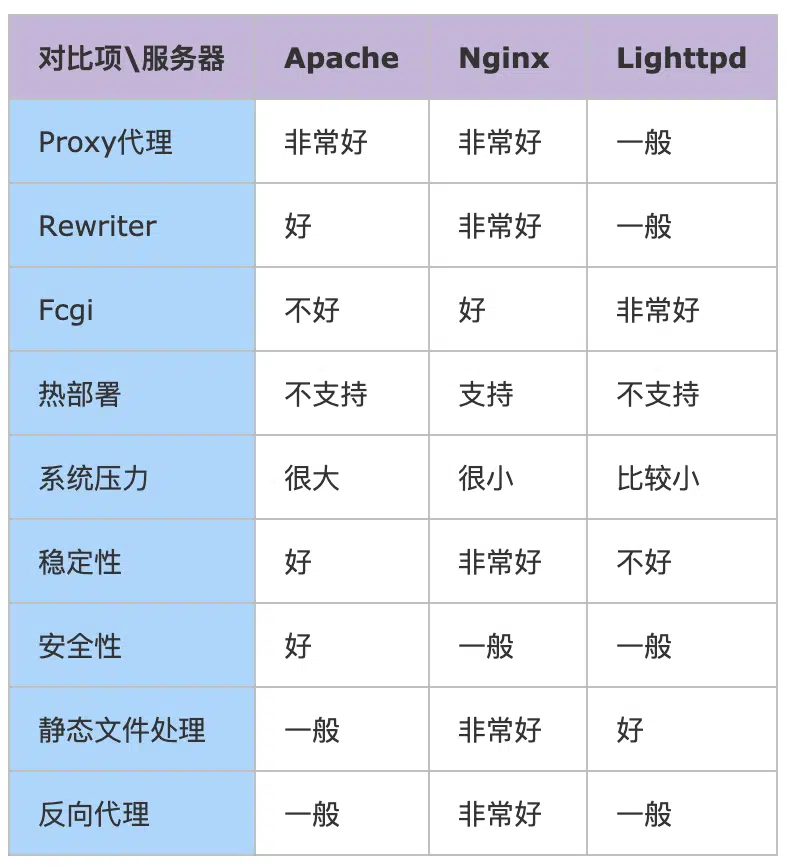 对比项\服务器 Apache Nginx Lighttpd
Proxy代理 非常好 非常好 一般
Rewriter 好 非常好 一般
Fcgi 不好 好 非常好
热部署 不支持 支持 不支持
系统压力 很大 很小 比较小
稳定性 好 非常好 不好
安全性 好 一般 一般
静态文件处理 一般 非常好 好
反向代理 一般 非常好 一般